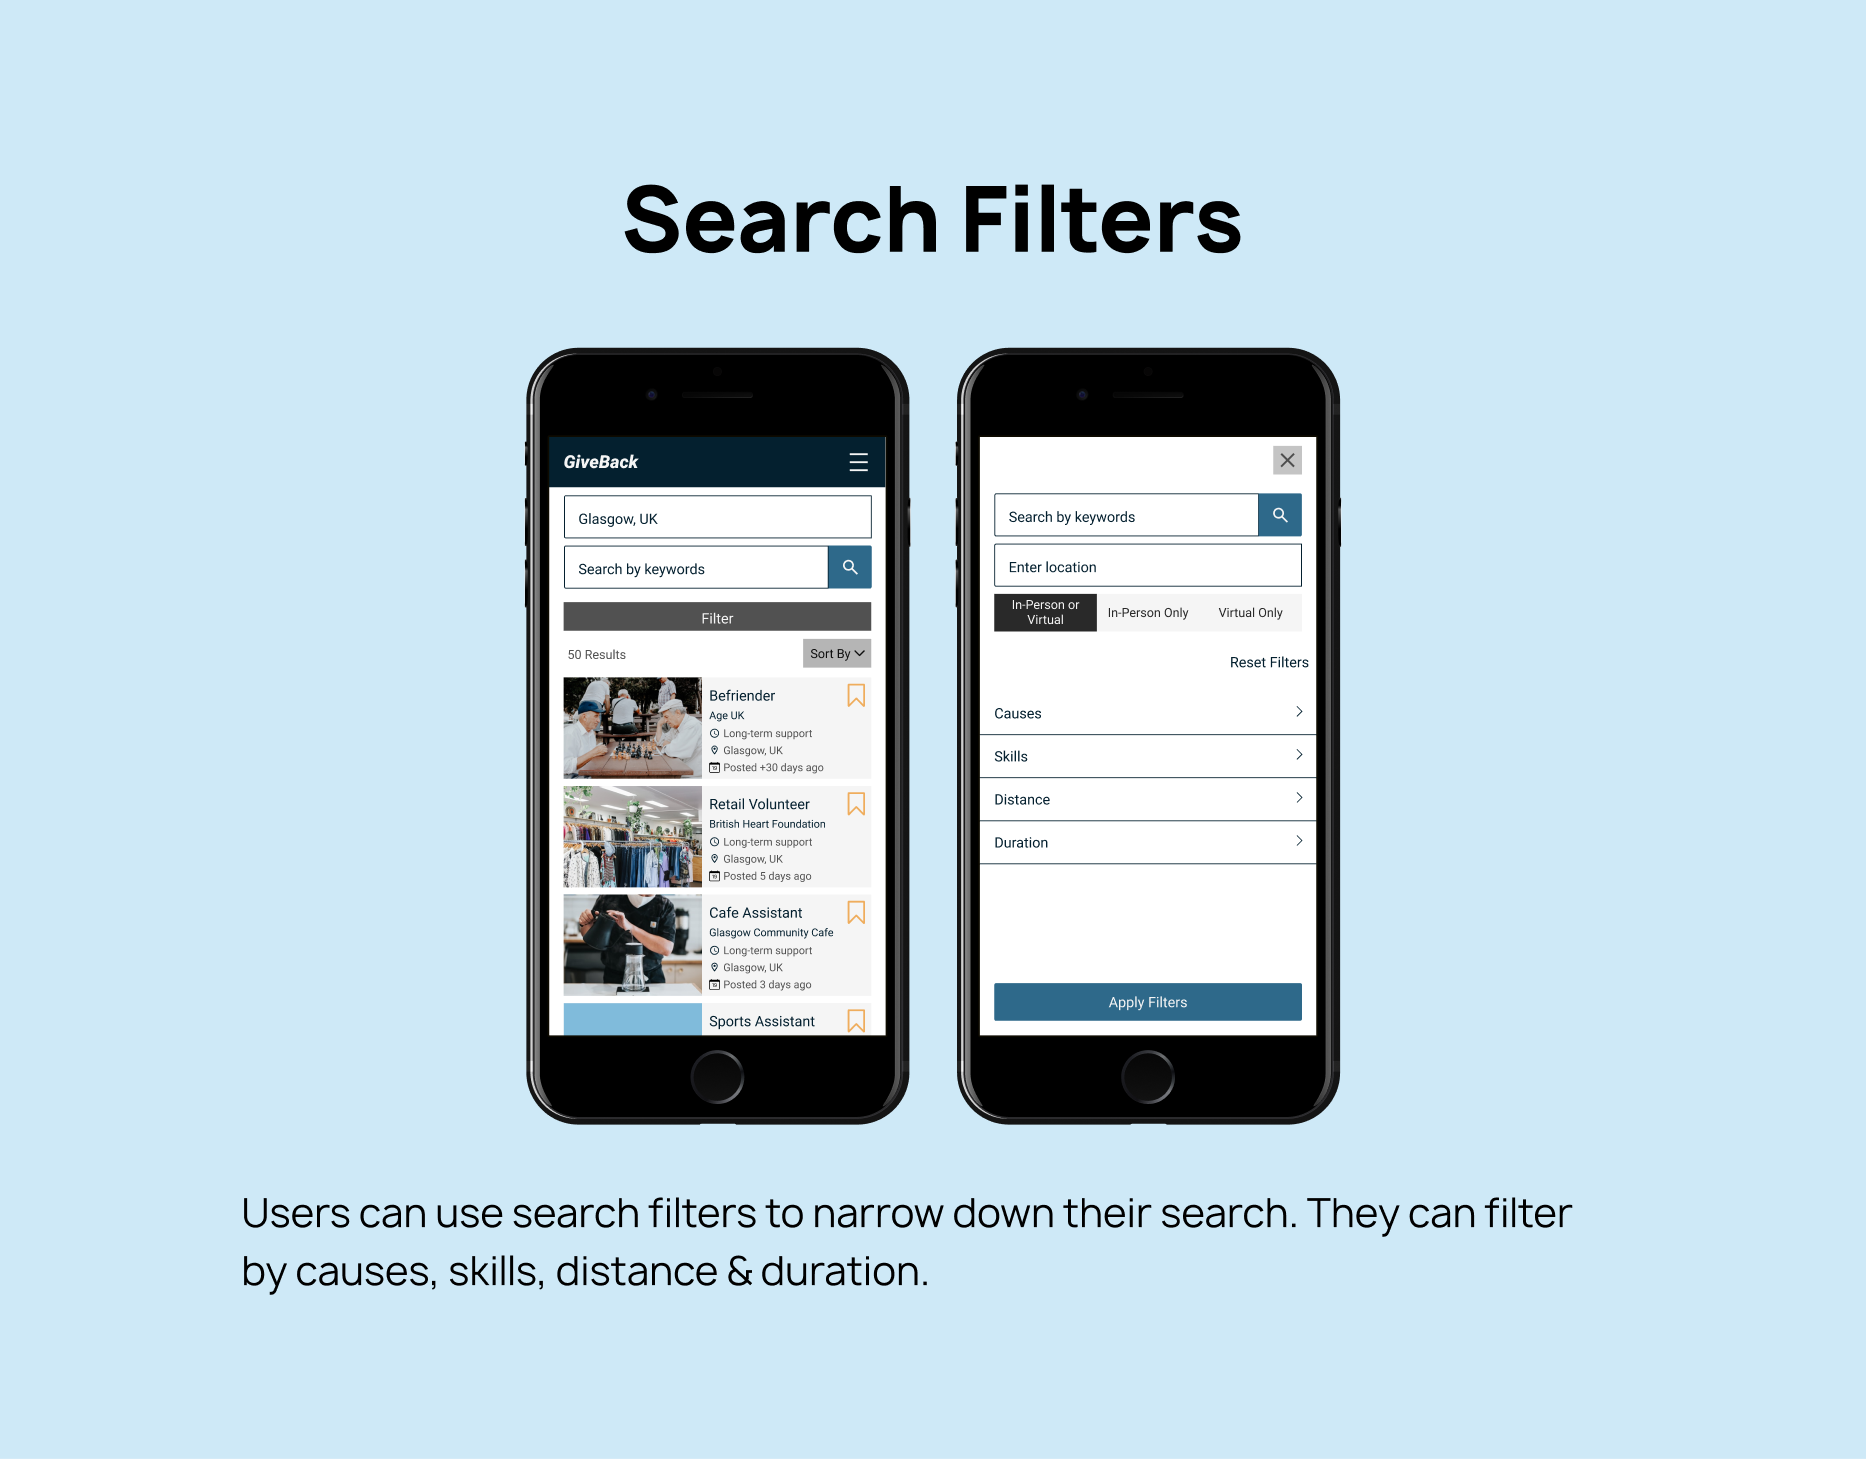 Search Filters
GiveBack
Glasgow, UK
Search by keywords
Filter
50 Results
Sort By
Befriender
Age UK
Long-term support
Glasgow, UK
Posted +30 days ago
Retail Volunteer
British Heart Foundation
Long-term support
Glasgow, UK
Posted 5 days ago
Cafe Assistant
Glasgow Community Cafe
Long-term support
Glasgow, UK
Posted 3 days ago
Sports Assistant
Search by keywords
Enter location
In-Person or
Virtual
In-Person Only
Virtual Only
Reset Filters
Causes
Skills
Distance
Duration
Apply Filters
Users can use search filters to narrow down their search. They can filter
by causes, skills, distance & duration.